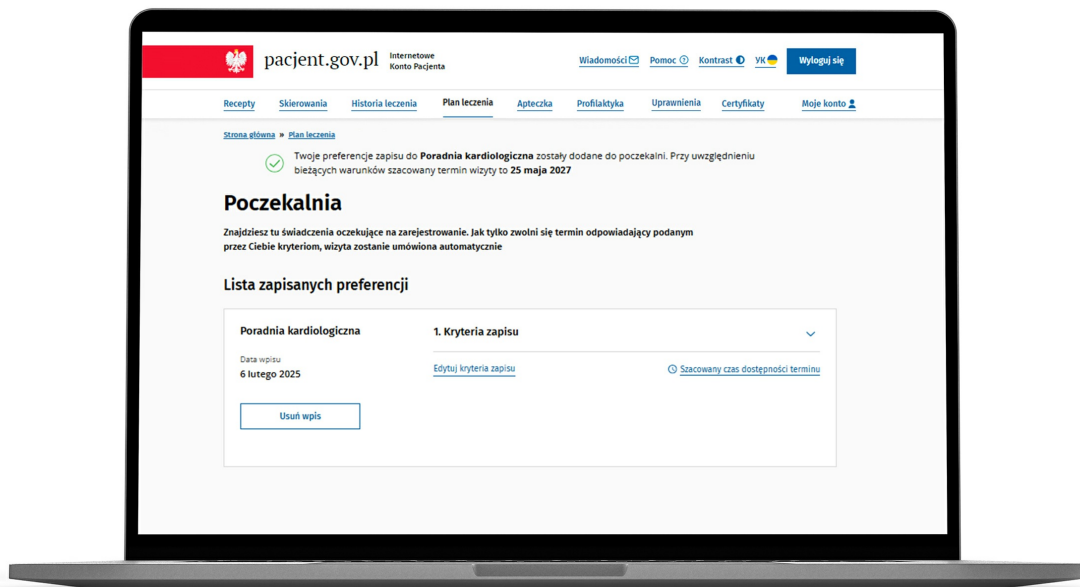 pacjent.gov.pl
Internetowe
Konto Pacjenta
Wiadomości
Pomoc
Kontrast
УК
Wyloguj się
Recepty
Skierowania
Historia leczenia
Plan leczenia
Apteczka
Profilaktyka
Uprawnienia
Certyfikaty
Moje konto
Strona główna » Plan leczenia
Twoje preferencje zapisu do Poradnia kardiologiczna zostały dodane do poczekalni. Przy uwzględnieniu
bieżących warunków szacowany termin wizyty to 25 maja 2027
Poczekalnia
Znajdziesz tu świadczenia oczekujące na zarejestrowanie. Jak tylko zwolni się termin odpowiadający podanym
przez Ciebie kryteriom, wizyta zostanie umówiona automatycznie
Lista zapisanych preferencji
Poradnia kardiologiczna
Data wpisu
6 lutego 2025
Usuń wpis
1. Kryteria zapisu
Edytuj kryteria zapisu
Szacowany czas dostępności terminu